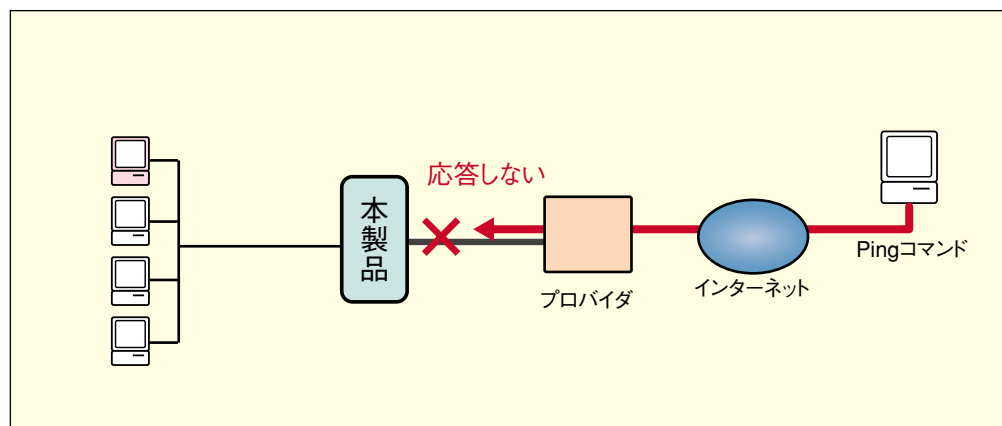 応答しない
本製品
プロバイダ
インターネット
Pingコマンド